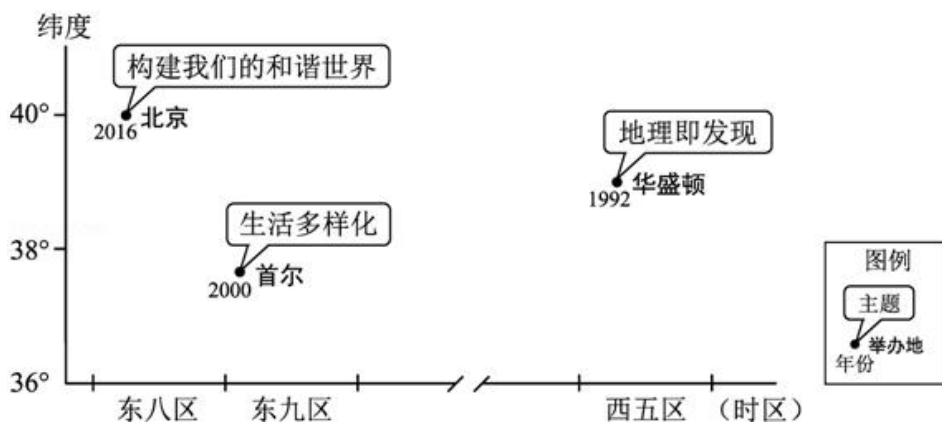 纬度
构建我们的和谐世界
40°
2016
北京
地理即发现
1992
华盛顿
生活多样化
38°
2000
首尔
图例
主题
举办地
年份
36°
东八区
东九区
西五区
（时区）